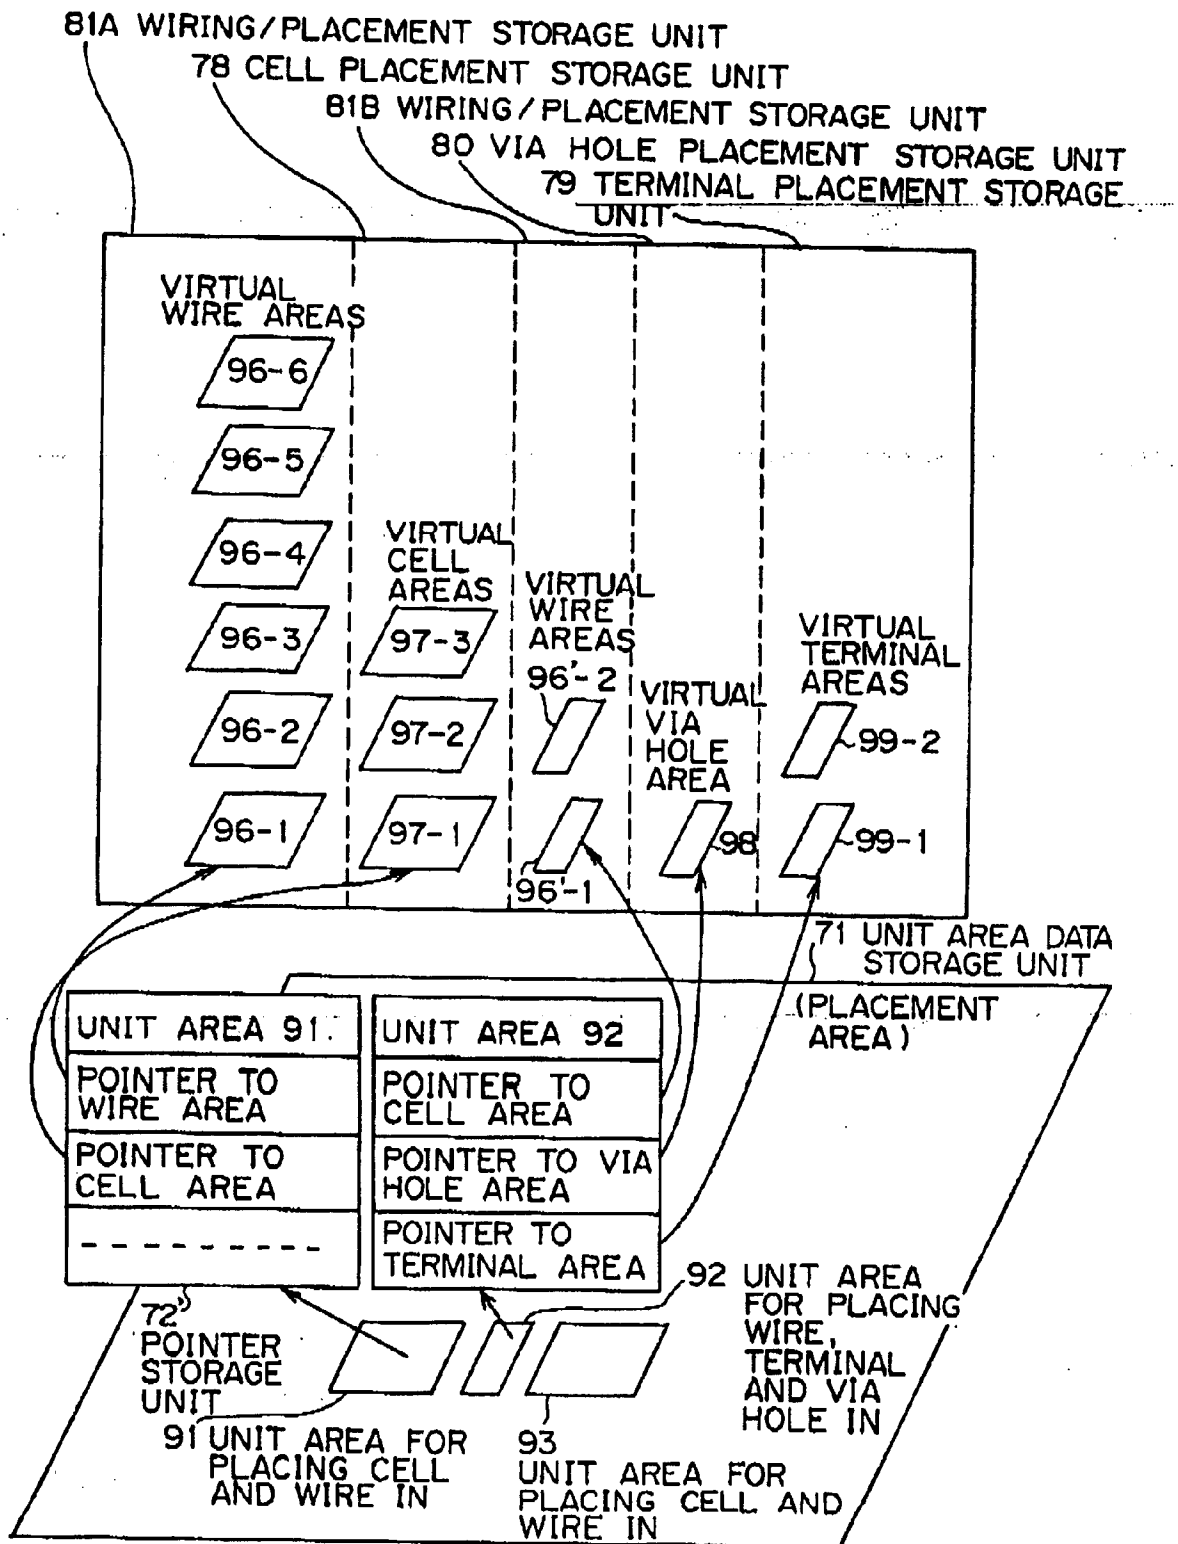 81A WIRING/PLACEMENT STORAGE UNIT
78 CELL PLACEMENT STORAGE UNIT
81B WIRING/PLACEMENT STORAGE UNIT
80 VIA HOLE PLACEMENT STORAGE UNIT
79 TERMINAL PLACEMENT STORAGE
UNIT
VIRTUAL
WIRE AREAS
96-6
96-5
96-4
96-3
96-2
96-1
VIRTUAL
CELL
AREAS
97-3
97-2
97-1
VIRTUAL
WIRE
AREAS
96'-2
96'-1
VIRTUAL
VIA
HOLE
AREA
98
VIRTUAL
TERMINAL
AREAS
99-2
99-1
71 UNIT AREA DATA
STORAGE UNIT
(PLACEMENT
AREA)
UNIT AREA 91
POINTER TO
WIRE AREA
POINTER TO
CELL AREA
---------
UNIT AREA 92
POINTER TO
CELL AREA
POINTER TO VIA
HOLE AREA
POINTER TO
TERMINAL AREA
72'
POINTER
STORAGE
UNIT
92 UNIT AREA
FOR PLACING
WIRE,
TERMINAL
AND VIA
HOLE IN
91 UNIT AREA FOR
PLACING CELL
AND WIRE IN
93
UNIT AREA FOR
PLACING CELL AND
WIRE IN